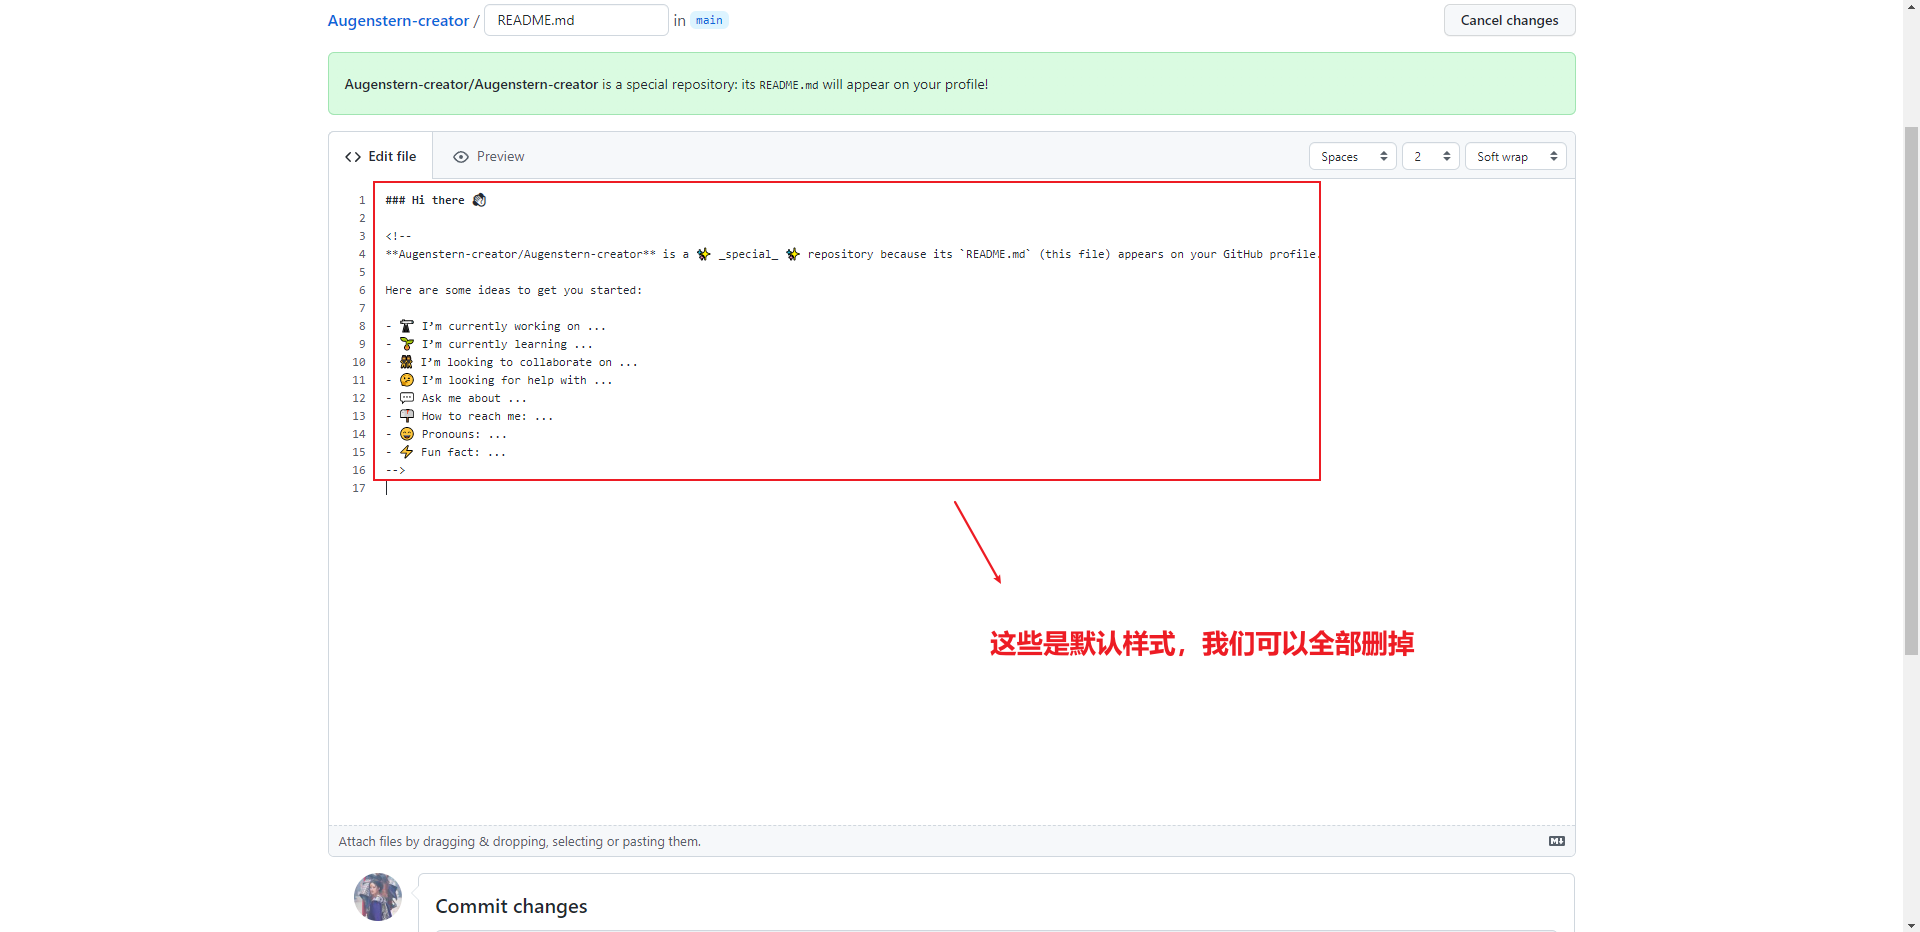 Augenstern-creator / README.md in main Cancel changes
Augenstern-creator/Augenstern-creator is a special repository: its README.md will appear on your profile!
<> Edit file Preview Spaces 2 Soft wrap
1 ### Hi there 👋
2
3 <!--
4 **Augenstern-creator/Augenstern-creator** is a ✨ _special_ ✨ repository because its `README.md` (this file) appears on your GitHub profile.
5
6 Here are some ideas to get you started:
7
8 - 🔭 I’m currently working on ...
9 - 🌱 I’m currently learning ...
10 - 👯 I’m looking to collaborate on ...
11 - 🤔 I’m looking for help with ...
12 - 💬 Ask me about ...
13 - 📫 How to reach me: ...
14 - 😄 Pronouns: ...
15 - ⚡ Fun fact: ...
16 -->
17
这些是默认样式，我们可以全部删掉
Attach files by dragging & dropping, selecting or pasting them.
Commit changes